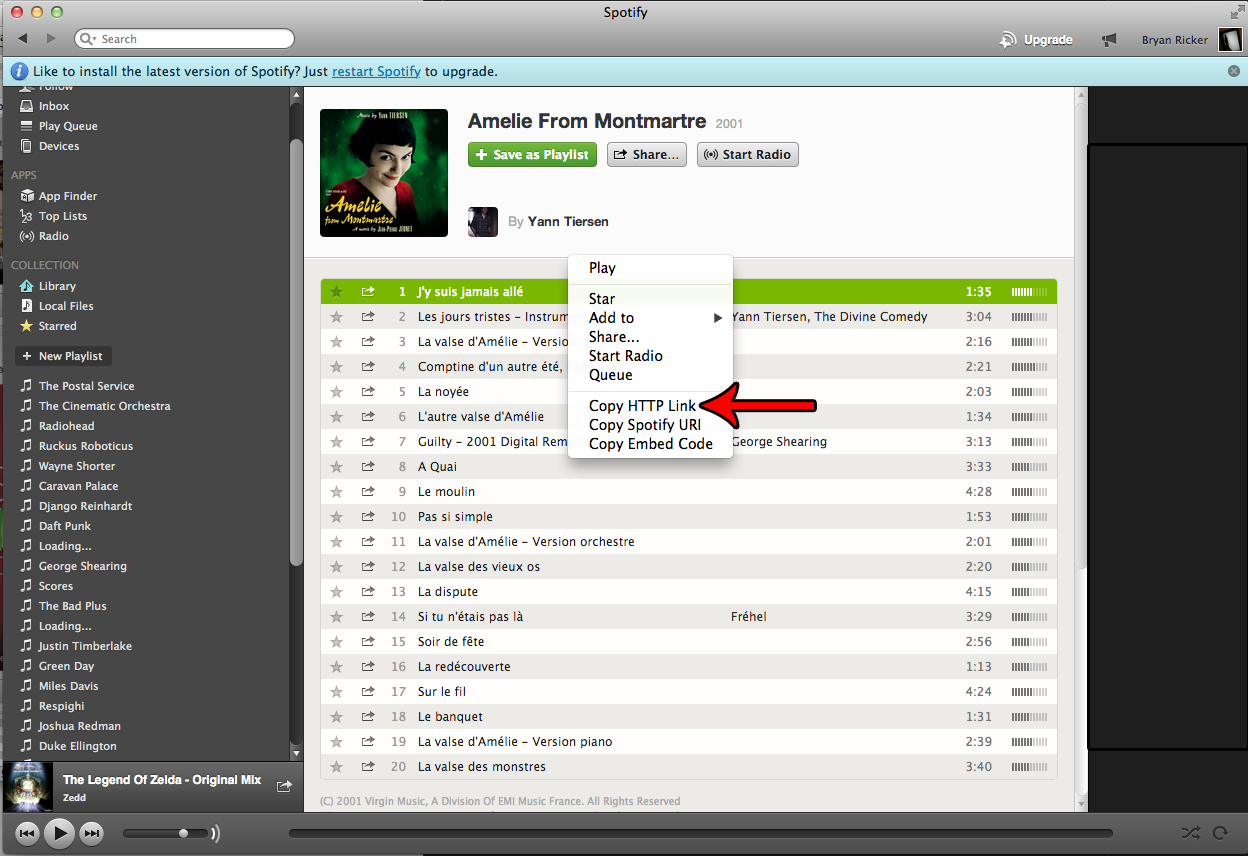 Spotify
Search
Upgrade
Bryan Ricker
Like to install the latest version of Spotify? Just restart Spotify to upgrade.
Follow
Inbox
Play Queue
Devices
APPS
App Finder
Top Lists
Radio
COLLECTION
Library
Local Files
Starred
+ New Playlist
The Postal Service
The Cinematic Orchestra
Radiohead
Ruckus Roboticus
Wayne Shorter
Caravan Palace
Django Reinhardt
Daft Punk
Loading...
George Shearing
Scores
The Bad Plus
Loading...
Justin Timberlake
Green Day
Miles Davis
Respighi
Joshua Redman
Duke Ellington
The Legend Of Zelda - Original Mix
Zedd
Music by YANN TIERSEN
Amélie
from Montmartre
A movie by Jean-Pierre JEUNET
Amelie From Montmartre 2001
+ Save as Playlist
Share...
Start Radio
By Yann Tiersen
1 J'y suis jamais allé 1:35
2 Les jours tristes - Instrum Yann Tiersen, The Divine Comedy 3:04
3 La valse d'Amélie - Versio 2:16
4 Comptine d'un autre été, 2:21
5 La noyée 2:03
6 L'autre valse d'Amélie 1:34
7 Guilty - 2001 Digital Rem George Shearing 3:13
8 A Quai 3:33
9 Le moulin 4:28
10 Pas si simple 1:53
11 La valse d'Amélie - Version orchestre 2:01
12 La valse des vieux os 2:20
13 La dispute 4:15
14 Si tu n'étais pas là Fréhel 3:29
15 Soir de fête 2:56
16 La redécouverte 1:13
17 Sur le fil 4:24
18 Le banquet 1:31
19 La valse d'Amélie - Version piano 2:39
20 La valse des monstres 3:40
(C) 2001 Virgin Music, A Division Of EMI Music France. All Rights Reserved
Play
Star
Add to
Share...
Start Radio
Queue
Copy HTTP Link
Copy Spotify URI
Copy Embed Code